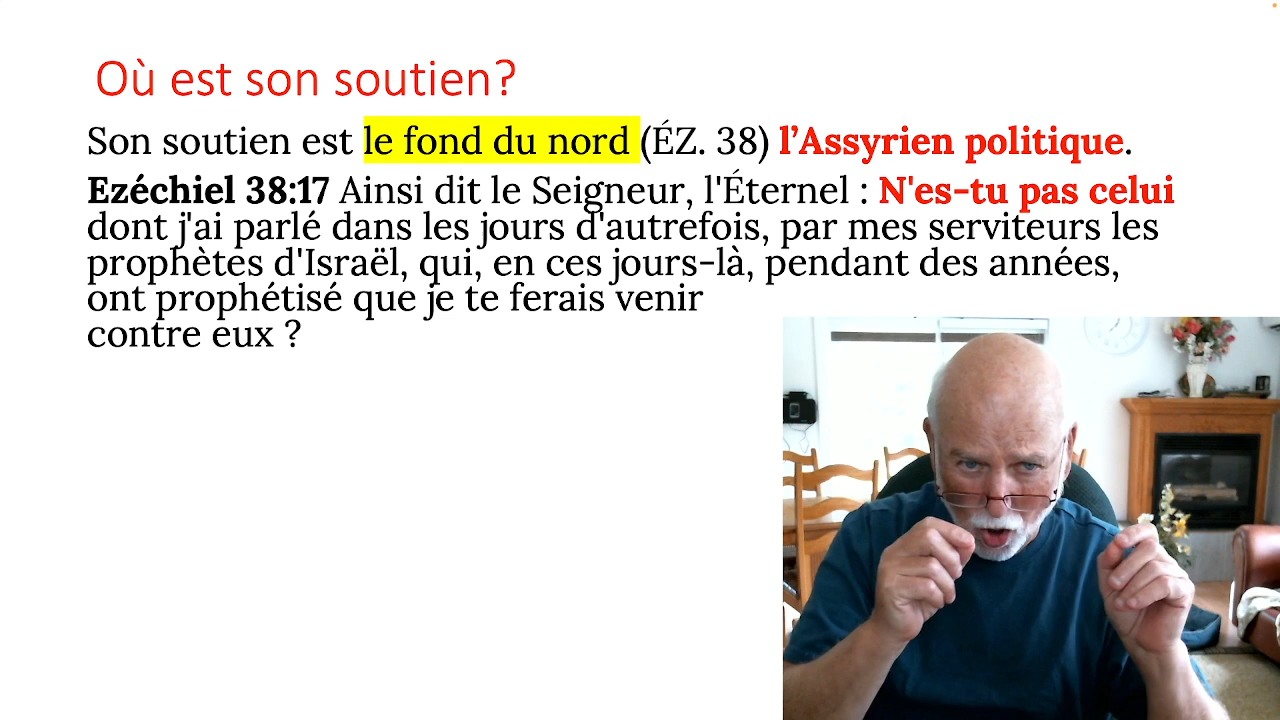 Où est son soutien?
Son soutien est le fond du nord (ÉZ. 38) l’Assyrien politique.
Ezéchiel 38:17 Ainsi dit le Seigneur, l'Éternel : N'es-tu pas celui
dont j'ai parlé dans les jours d'autrefois, par mes serviteurs les
prophètes d'Israël, qui, en ces jours-là, pendant des années,
ont prophétisé que je te ferais venir
contre eux ?